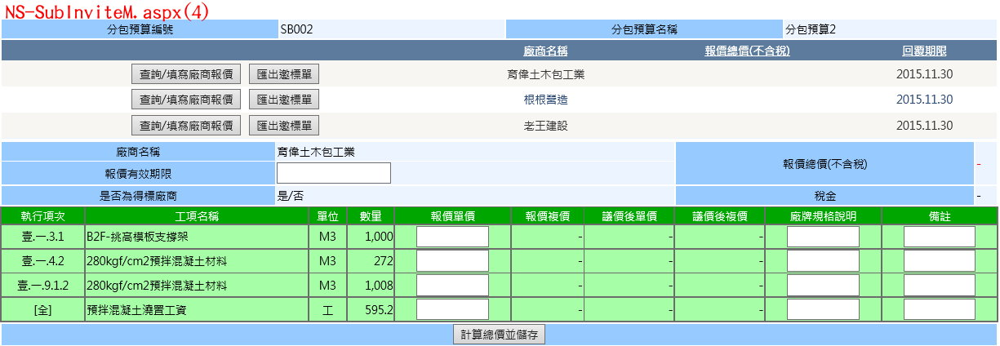 NS-SubInviteM.aspx(4)
分包預算編號 SB002 分包預算名稱 分包預算2
廠商名稱 報價總價(不含稅) 回覆期限
查詢/填寫廠商報價 匯出邀標單 育偉土木包工業 2015.11.30
查詢/填寫廠商報價 匯出邀標單 根根營造 2015.11.30
查詢/填寫廠商報價 匯出邀標單 老王建設 2015.11.30
廠商名稱 育偉土木包工業 報價總價(不含稅) -
報價有效期限
是否為得標廠商 是/否 稅金 -
執行項次 工項名稱 單位 數量 報價單價 報價複價 議價後單價 議價後複價 廠牌規格說明 備註
壹.一.3.1 B2F-挑高模板支撐架 M3 1,000 - - -
壹.一.4.2 280kgf/cm2預拌混凝土材料 M3 272 - - -
壹.一.9.1.2 280kgf/cm2預拌混凝土材料 M3 1,008 - - -
[全] 預拌混凝土澆置工資 工 595.2 - - -
計算總價並儲存